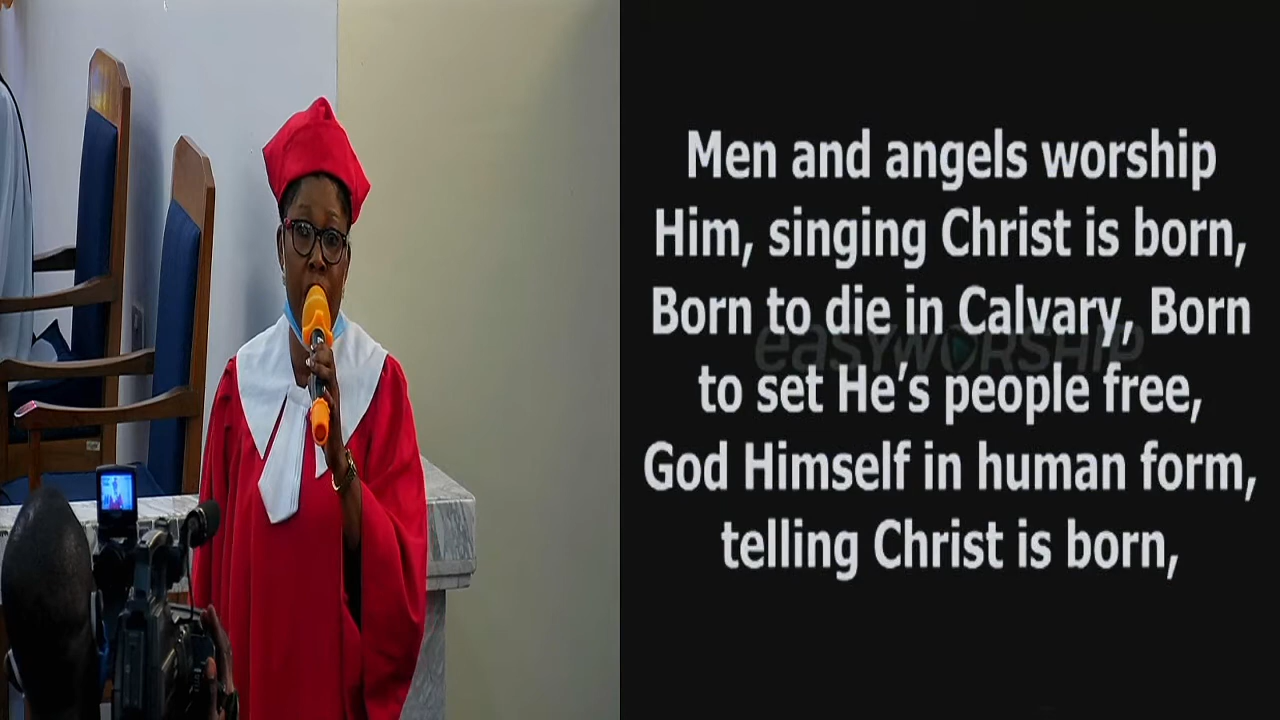 Men and angels worship
Him, singing Christ is born,
Born to die in Calvary, Born
to set He's people free,
God Himself in human form,
telling Christ is born,
easyworship